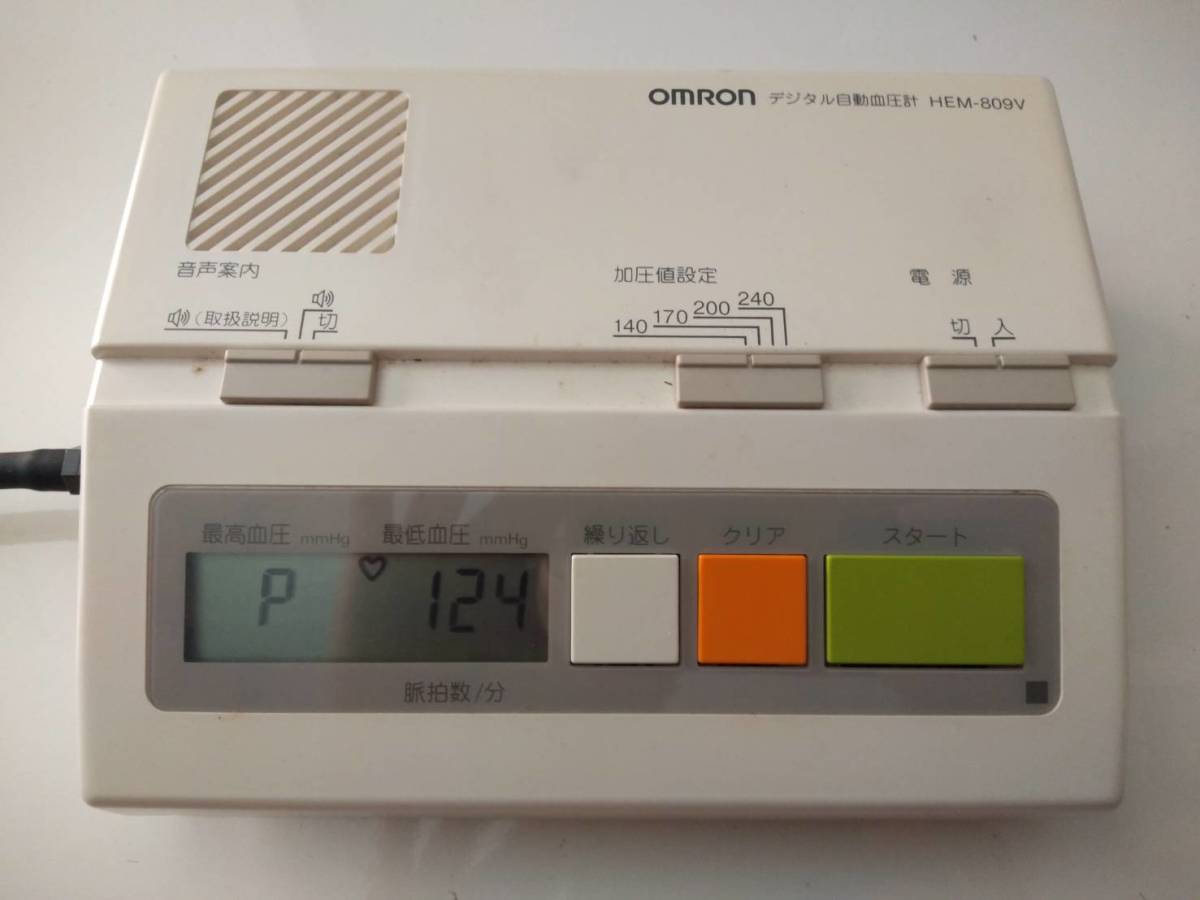 OMRON デジタル自動血圧計 HEM-809V
音声案内
(取扱説明) 切
加圧値設定
140 170 200 240
電源
切 入
最高血圧 mmHg 最低血圧 mmHg
P 124
脈拍数/分
繰り返し
クリア
スタート